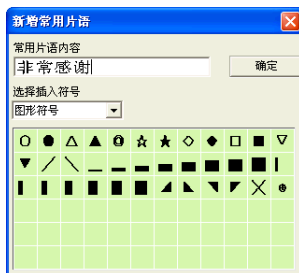 新增常用片语
常用片语内容
非常感谢
确定
选择插入符号
图形符号
○ ● △ ▲ ◎ ☆ ★ ◇ ◆ □ ■ ▽
▼ ╱ ╲ ▁ ▂ ▃ ▄ ▅ ▆ ▇ █ ▏
▎ ▍ ▌ ▋ ▊ ▉ ◢ ◣ ◥ ◤ ╳ ☻